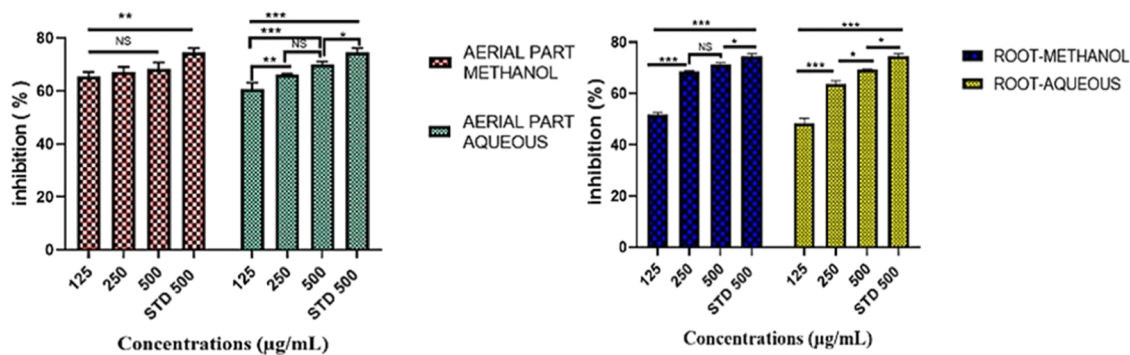 **
NS
80
60
40
20
0
inhibition (%)
125
250
500
STD 500
***
***
NS
*
**
125
250
500
STD 500
Concentrations (µg/mL)
AERIAL PART
METHANOL
AERIAL PART
AQUEOUS
***
NS
*
***
80
60
40
20
0
Inhibition (%)
125
250
500
STD 500
***
*
*
***
125
250
500
STD 500
Concentrations (µg/mL)
ROOT-METHANOL
ROOT-AQUEOUS